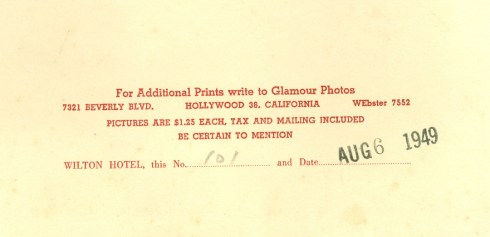 For Additional Prints write to Glamour Photos
7321 BEVERLY BLVD. HOLLYWOOD 36, CALIFORNIA WEbster 7552
PICTURES ARE $1.25 EACH, TAX AND MAILING INCLUDED
BE CERTAIN TO MENTION
WILTON HOTEL, this No. 101 and Date AUG 6 1949